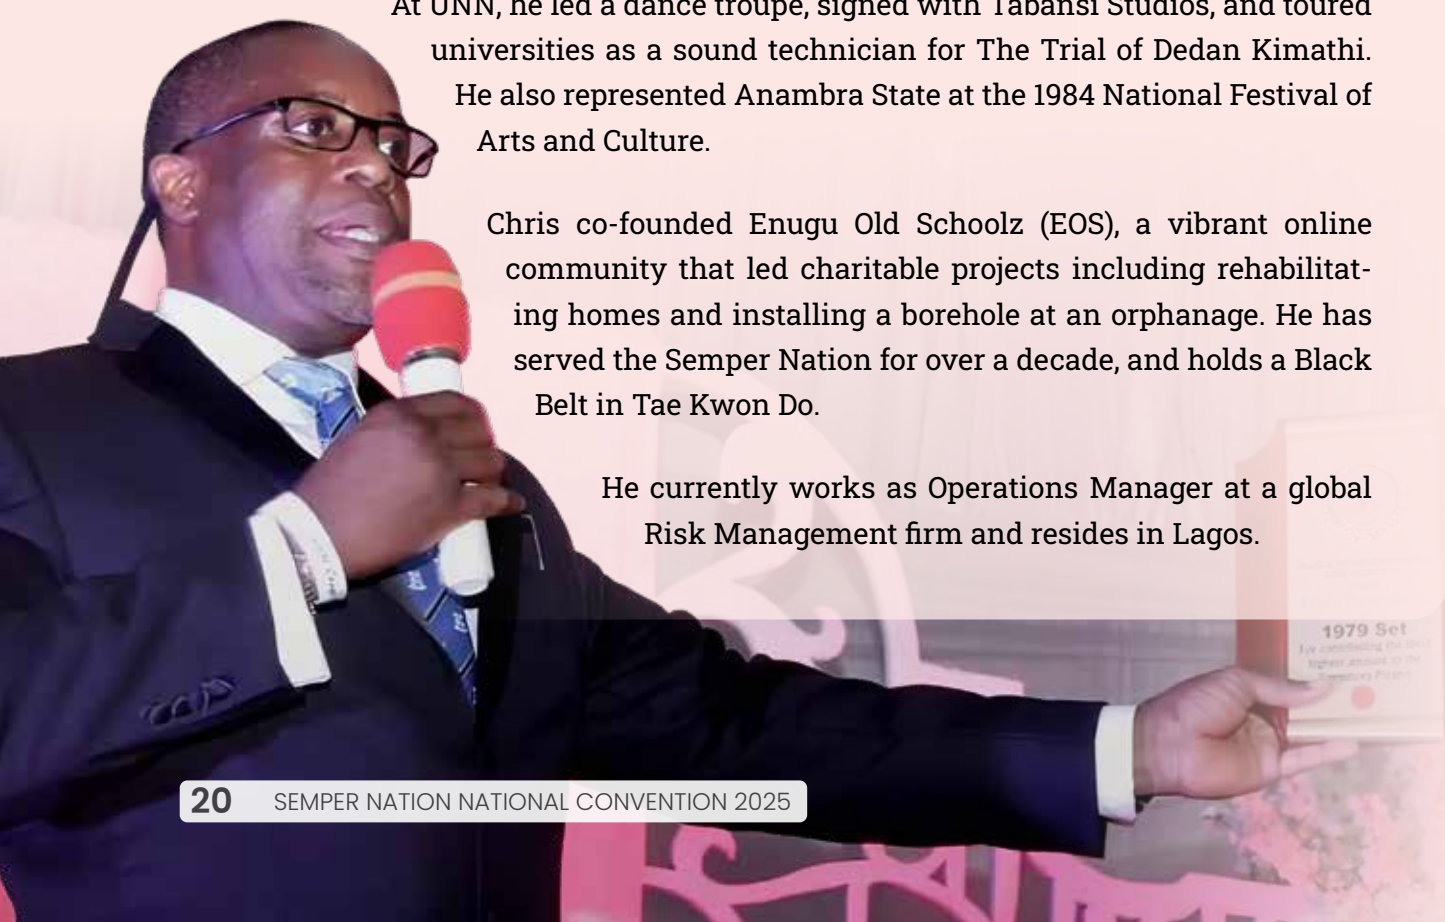 At UNN, he led a dance troupe, signed with Tabansi Studios, and toured
universities as a sound technician for The Trial of Dedan Kimathi.
He also represented Anambra State at the 1984 National Festival of
Arts and Culture.
Chris co-founded Enugu Old Schoolz (EOS), a vibrant online
community that led charitable projects including rehabilitat-
ing homes and installing a borehole at an orphanage. He has
served the Semper Nation for over a decade, and holds a Black
Belt in Tae Kwon Do.
He currently works as Operations Manager at a global
Risk Management firm and resides in Lagos.
1979 Set
highest amount to the
20 SEMPER NATION NATIONAL CONVENTION 2025